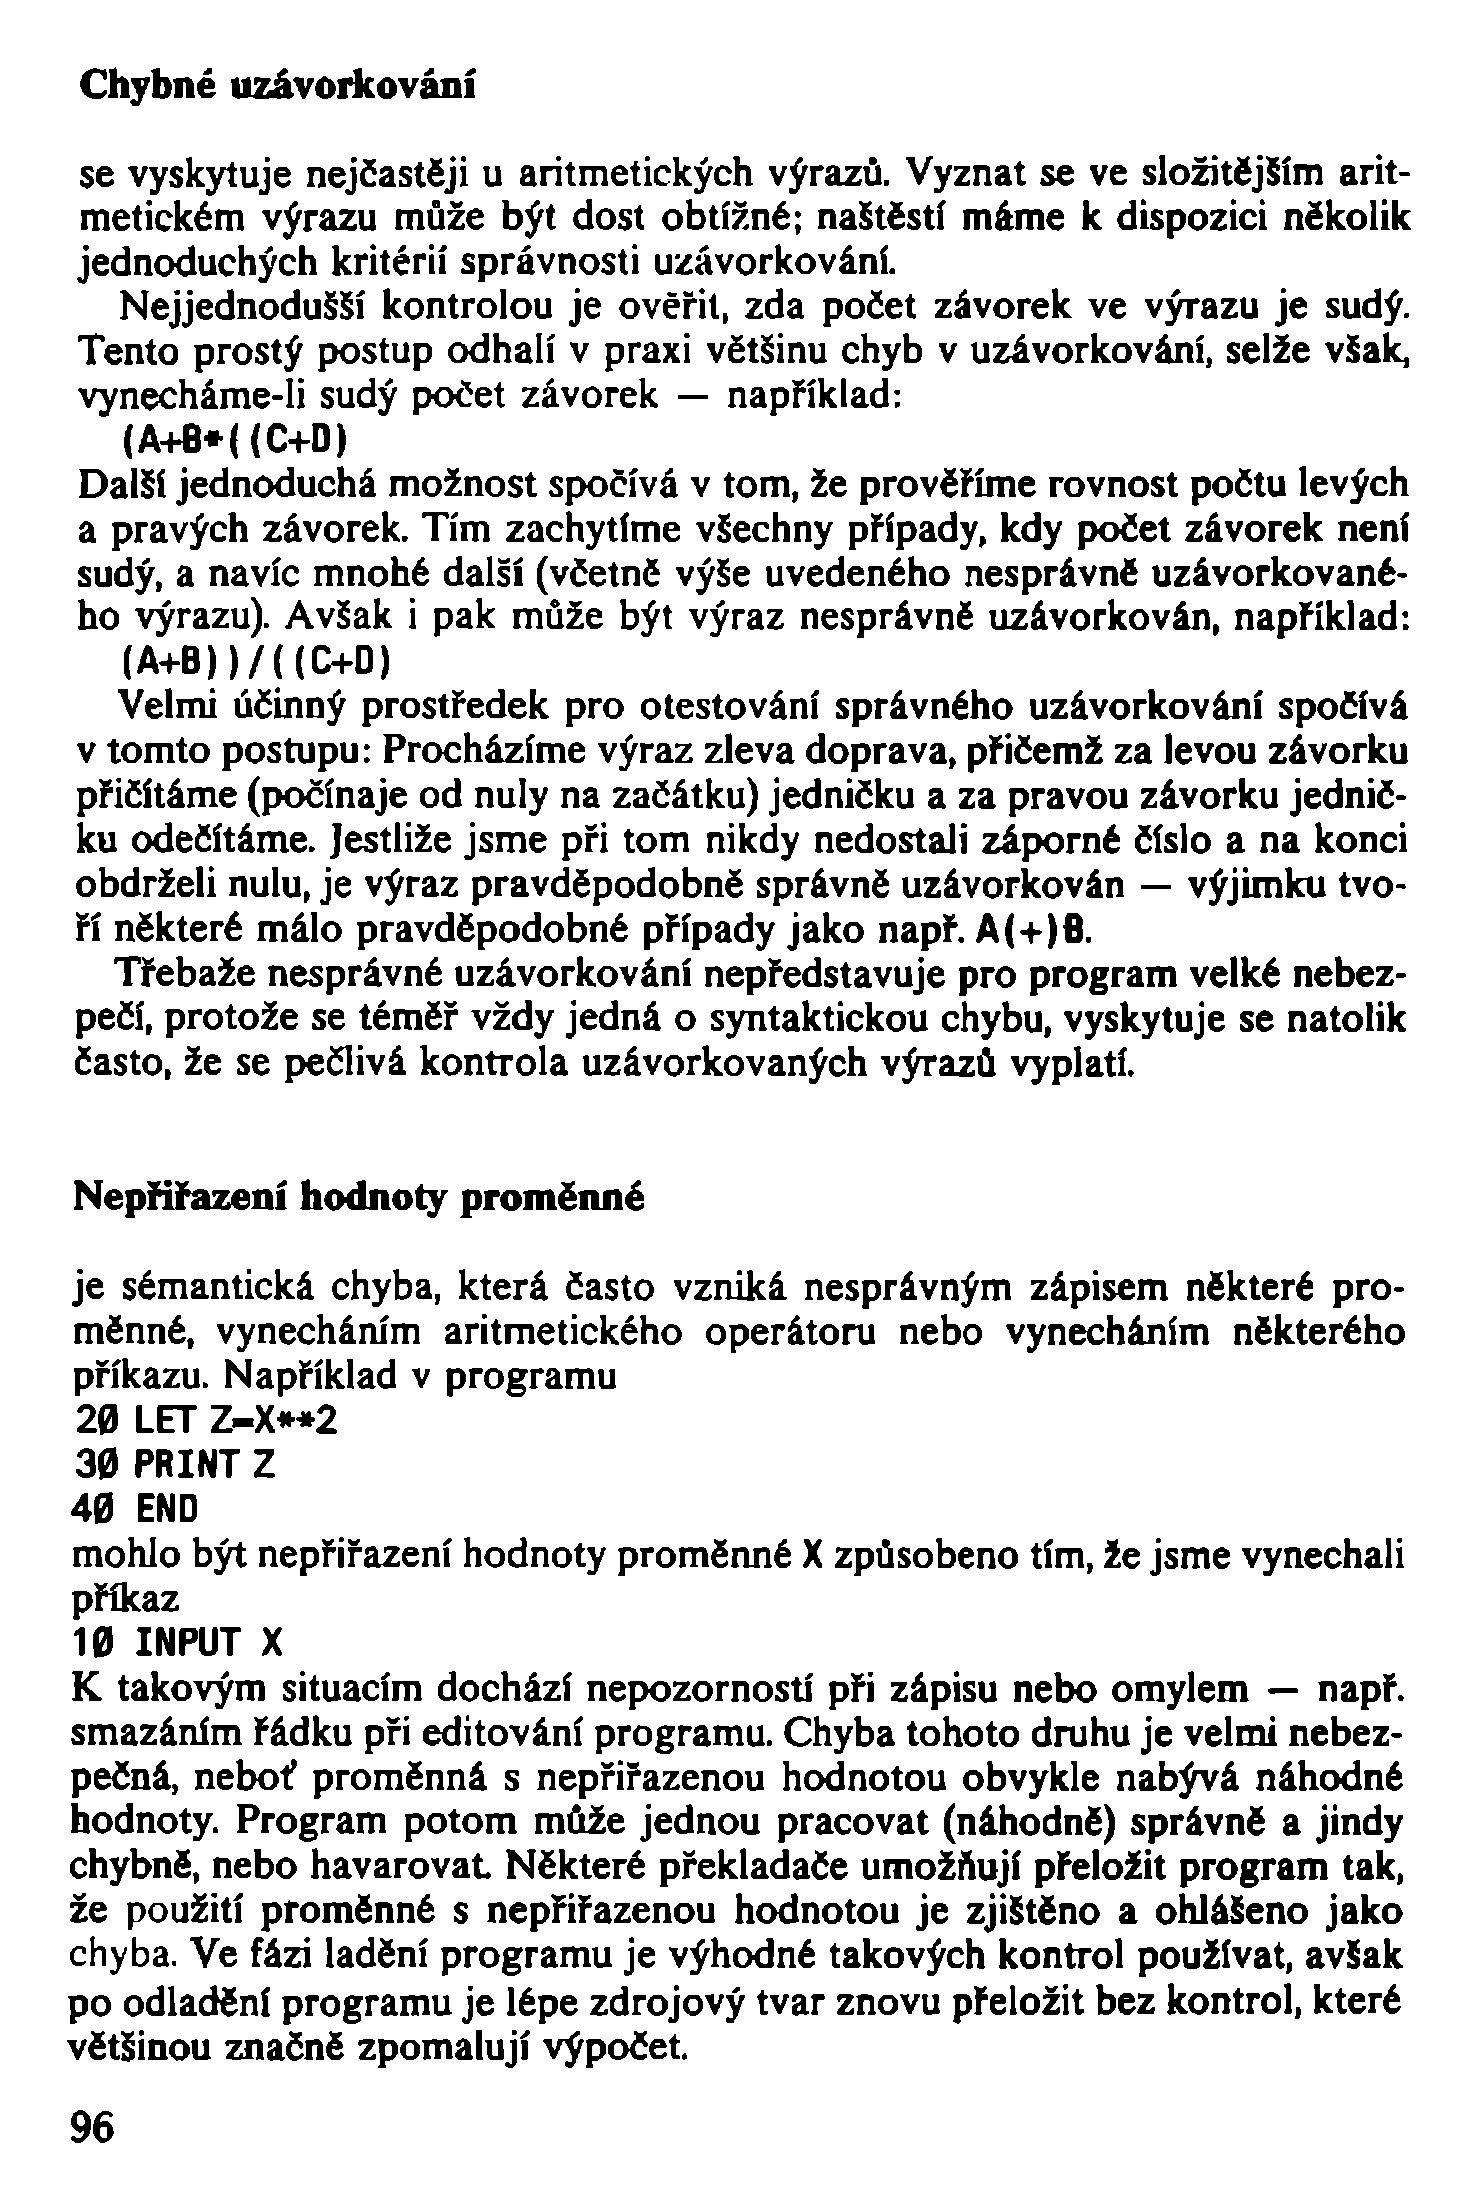 Chybné uzávorkování
se vyskytuje nejčastěji u aritmetických výrazů. Vyznat se ve složitějším arit-
metickém výrazu může být dost obtížné; naštěstí máme k dispozici několik
jednoduchých kritérií správnosti uzávorkování.
Nejjednodušší kontrolou je ověřit, zda počet závorek ve výrazu je sudý.
Tento prostý postup odhalí v praxi většinu chyb v uzávorkování, selže však,
vynecháme-li sudý počet závorek — například:
(A+B*((C+D)
Další jednoduchá možnost spočívá v tom, že prověříme rovnost počtu levých
a pravých závorek. Tím zachytíme všechny případy, kdy počet závorek není
sudý, a navíc mnohé další (včetně výše uvedeného nesprávně uzávorkované-
ho výrazu). Avšak i pak může být výraz nesprávně uzávorkován, například:
(A+B))/((C+D)
Velmi účinný prostředek pro otestování správného uzávorkování spočívá
v tomto postupu: Procházíme výraz zleva doprava, přičemž za levou závorku
přičítáme (počínaje od nuly na začátku) jedničku a za pravou závorku jednič-
ku odečítáme. Jestliže jsme při tom nikdy nedostali záporné číslo a na konci
obdrželi nulu, je výraz pravděpodobně správně uzávorkován — výjimku tvo-
ří některé málo pravděpodobné případy jako např. A(+)B.
Třebaže nesprávné uzávorkování nepředstavuje pro program velké nebez-
pečí, protože se téměř vždy jedná o syntaktickou chybu, vyskytuje se natolik
často, že se pečlivá kontrola uzávorkovaných výrazů vyplatí.
Nepřiřazení hodnoty proměnné
je sémantická chyba, která často vzniká nesprávným zápisem některé pro-
měnné, vynecháním aritmetického operátoru nebo vynecháním některého
příkazu. Například v programu
20 LET Z=X**2
30 PRINT Z
40 END
mohlo být nepřiřazení hodnoty proměnné X způsobeno tím, že jsme vynechali
příkaz
10 INPUT X
K takovým situacím dochází nepozorností při zápisu nebo omylem — např.
smazáním řádku při editování programu. Chyba tohoto druhu je velmi nebez-
pečná, neboť proměnná s nepřiřazenou hodnotou obvykle nabývá náhodné
hodnoty. Program potom může jednou pracovat (náhodně) správně a jindy
chybně, nebo havarovat. Některé překladače umožňují přeložit program tak,
že použití proměnné s nepřiřazenou hodnotou je zjištěno a ohlášeno jako
chyba. Ve fázi ladění programu je výhodné takových kontrol používat, avšak
po odladění programu je lépe zdrojový tvar znovu přeložit bez kontrol, které
většinou značně zpomalují výpočet.
96